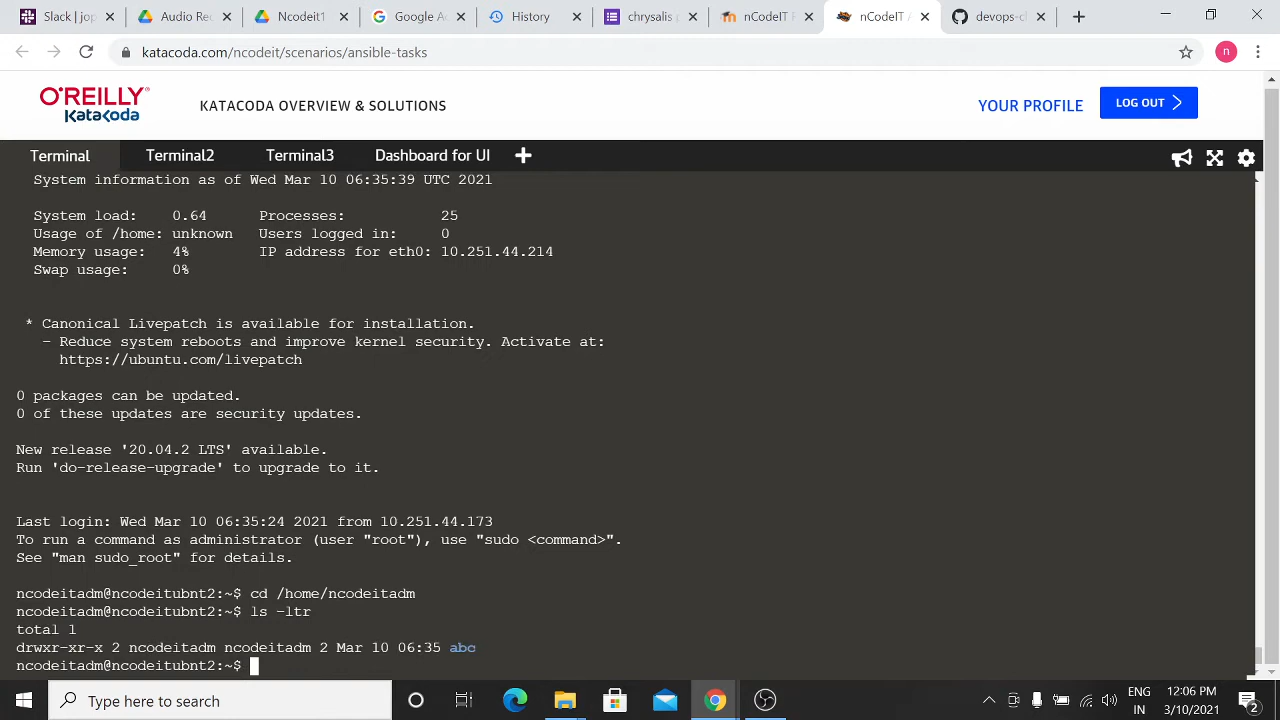 Slack | jo
Audio Re
Ncodeit1
Google A
History
chrysalis p
nCodeIT F
nCodeIT /
devops-cl
katacoda.com/ncodeit/scenarios/ansible-tasks
n
O'REILLY
KataKoda
KATACODA OVERVIEW & SOLUTIONS
YOUR PROFILE
LOG OUT
Terminal
Terminal2
Terminal3
Dashboard for UI
System information as of Wed Mar 10 06:35:39 UTC 2021
System load: 0.64 Processes: 25
Usage of /home: unknown Users logged in: 0
Memory usage: 4% IP address for eth0: 10.251.44.214
Swap usage: 0%
* Canonical Livepatch is available for installation.
- Reduce system reboots and improve kernel security. Activate at:
https://ubuntu.com/livepatch
0 packages can be updated.
0 of these updates are security updates.
New release '20.04.2 LTS' available.
Run 'do-release-upgrade' to upgrade to it.
Last login: Wed Mar 10 06:35:24 2021 from 10.251.44.173
To run a command as administrator (user "root"), use "sudo <command>".
See "man sudo_root" for details.
ncodeitadm@ncodeitubnt2:~$ cd /home/ncodeitadm
ncodeitadm@ncodeitubnt2:~$ ls -ltr
total 1
drwxr-xr-x 2 ncodeitadm ncodeitadm 2 Mar 10 06:35 abc
ncodeitadm@ncodeitubnt2:~$
Type here to search
ENG
IN
12:06 PM
3/10/2021
2